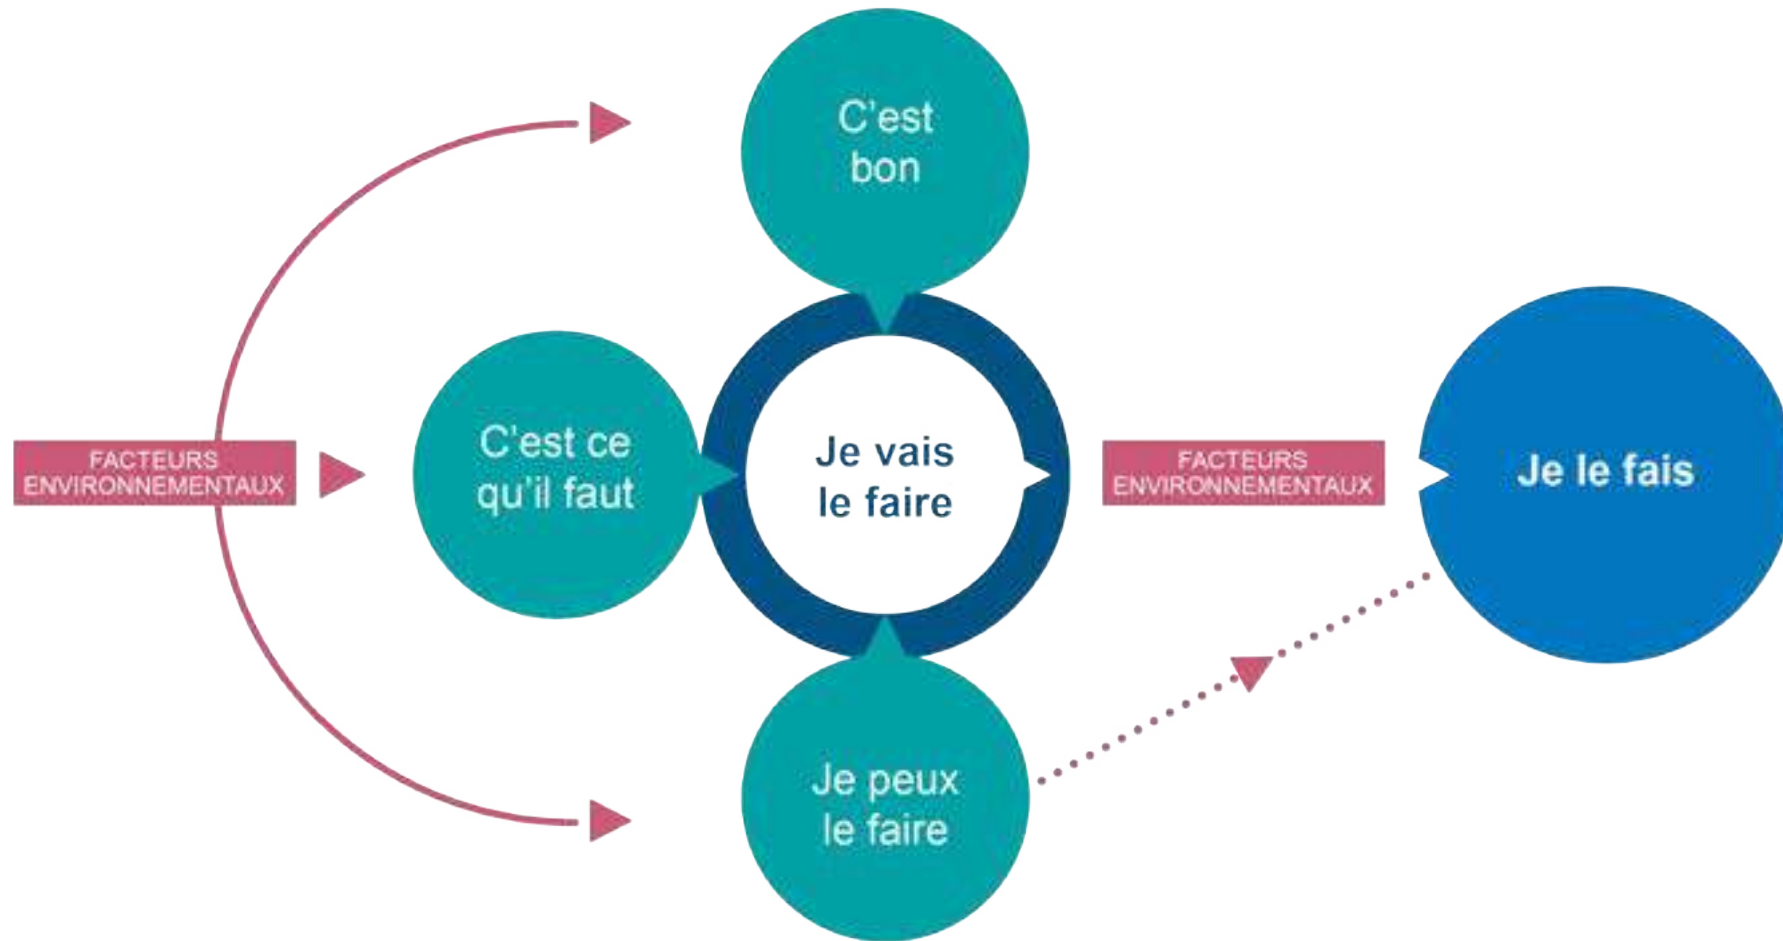 C'est
bon
FACTEURS
ENVIRONNEMENTAUX
C'est ce
qu'il faut
Je vais
le faire
FACTEURS
ENVIRONNEMENTAUX
Je le fais
Je peux
le faire